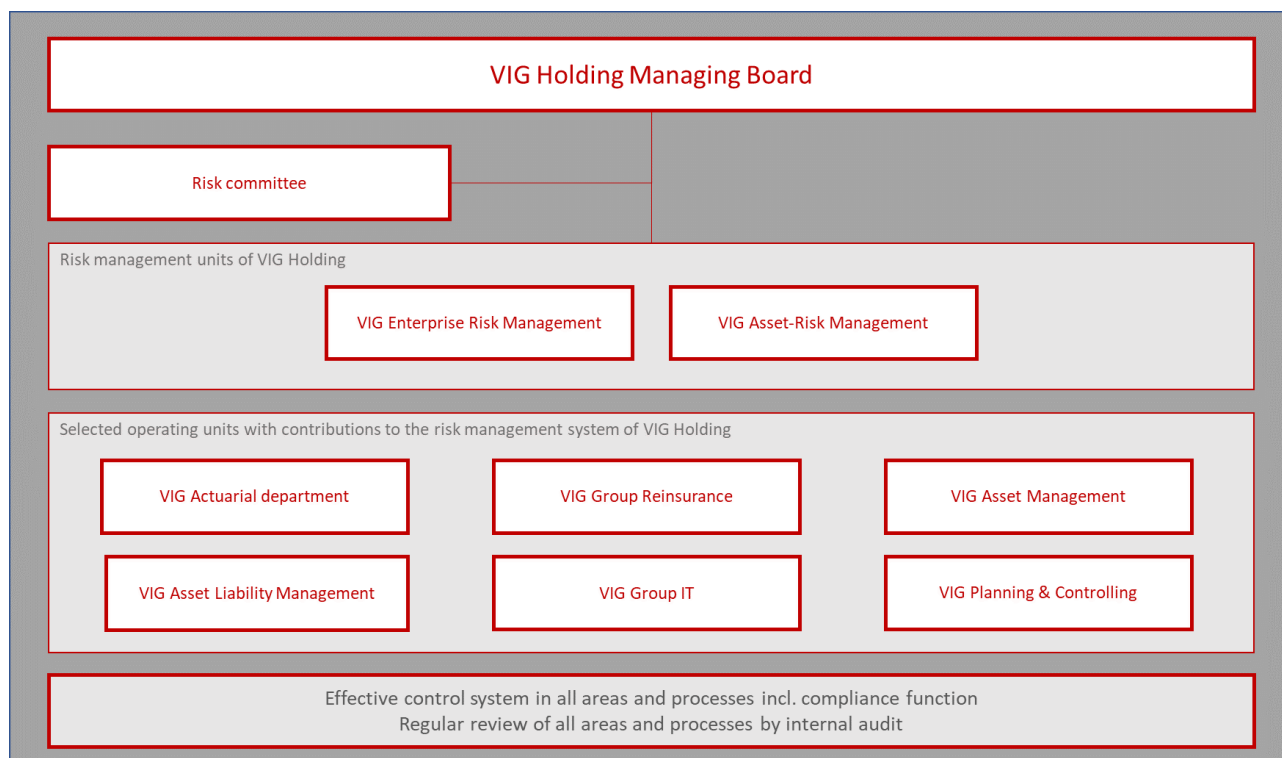 VIG Holding Managing Board
Risk committee
Risk management units of VIG Holding
VIG Enterprise Risk Management
VIG Asset-Risk Management
Selected operating units with contributions to the risk management system of VIG Holding
VIG Actuarial department
VIG Group Reinsurance
VIG Asset Management
VIG Asset Liability Management
VIG Group IT
VIG Planning & Controlling
Effective control system in all areas and processes incl. compliance function
Regular review of all areas and processes by internal audit